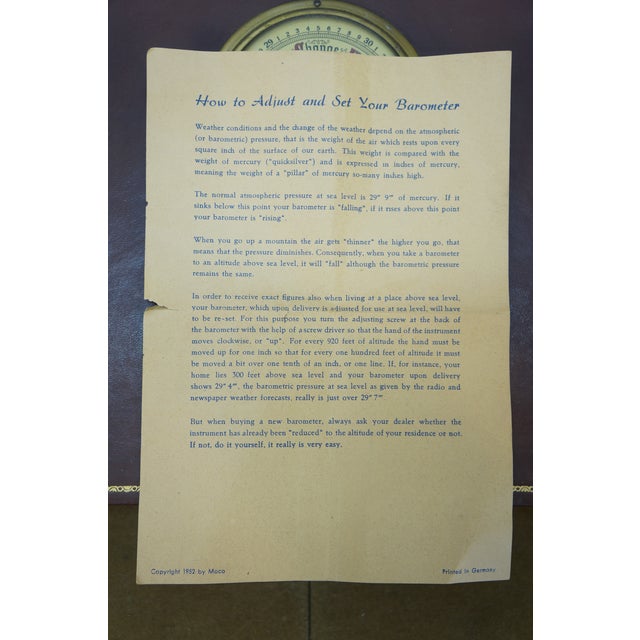 29 30
Change
How to Adjust and Set Your Barometer
Weather conditions and the change of the weather depend on the atmospheric
(or barometric) pressure, that is the weight of the air which rests upon every
square inch of the surface of our earth. This weight is compared with the
weight of mercury ("quicksilver") and is expressed in inches of mercury,
meaning the weight of a "pillar" of mercury so-many inches high.
The normal atmospheric pressure at sea level is 29" 9"' of mercury. If it
sinks below this point your barometer is "falling", if it rises above this point
your barometer is "rising".
When you go up a mountain the air gets "thinner" the higher you go, that
means that the pressure diminishes. Consequently, when you take a barometer
to an altitude above sea level, it will "fall" although the barometric pressure
remains the same.
In order to receive exact figures also when living at a place above sea level,
your barometer, which upon delivery is adjusted for use at sea level, will have
to be re-set. For this purpose you turn the adjusting screw at the back of
the barometer with the help of a screw driver so that the hand of the instrument
moves clockwise, or "up". For every 920 feet of altitude the hand must be
moved up for one inch so that for every one hundred feet of altitude it must
be moved a bit over one tenth of an inch, or one line. If, for instance, your
home lies 300 feet above sea level and your barometer upon delivery
shows 29" 4"', the barometric pressure at sea level as given by the radio and
newspaper weather forecasts, really is just over 29" 7"'
But when buying a new barometer, always ask your dealer whether the
instrument has already been "reduced" to the altitude of your residence or not.
If not, do it yourself, it really is very easy.
Copyright 1952 by Maco
Printed in Germany